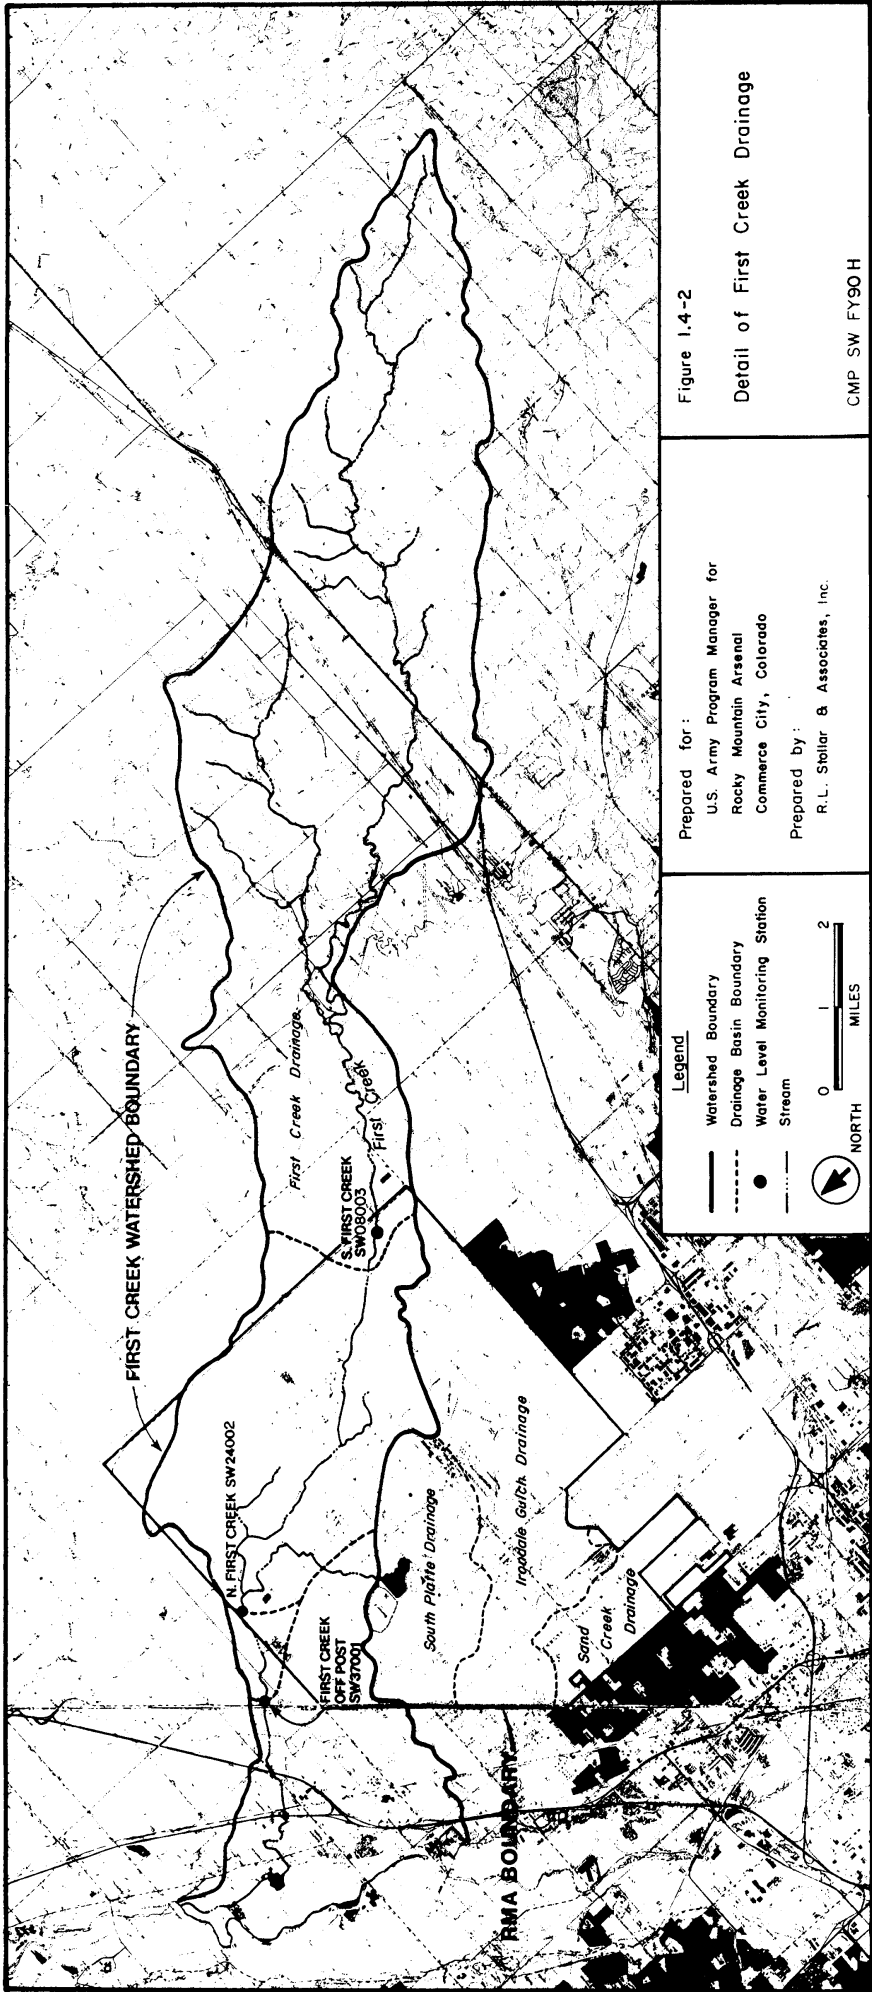 FIRST CREEK WATERSHED BOUNDARY
First Creek Drainage
First Creek
S. FIRST CREEK
SW08003
N. FIRST CREEK SW24002
FIRST CREEK
OFF POST
SW37001
South Platte Drainage
Irondale Gulch Drainage
Sand
Creek
Drainage
RMA BOUNDARY
Legend
Watershed Boundary
Drainage Basin Boundary
Water Level Monitoring Station
Stream
NORTH
0 1 2
MILES
Prepared for :
U.S. Army Program Manager for
Rocky Mountain Arsenal
Commerce City, Colorado
Prepared by :
R.L. Stollar & Associates, Inc.
Figure 1.4-2
Detail of First Creek Drainage
CMP SW FY90 H